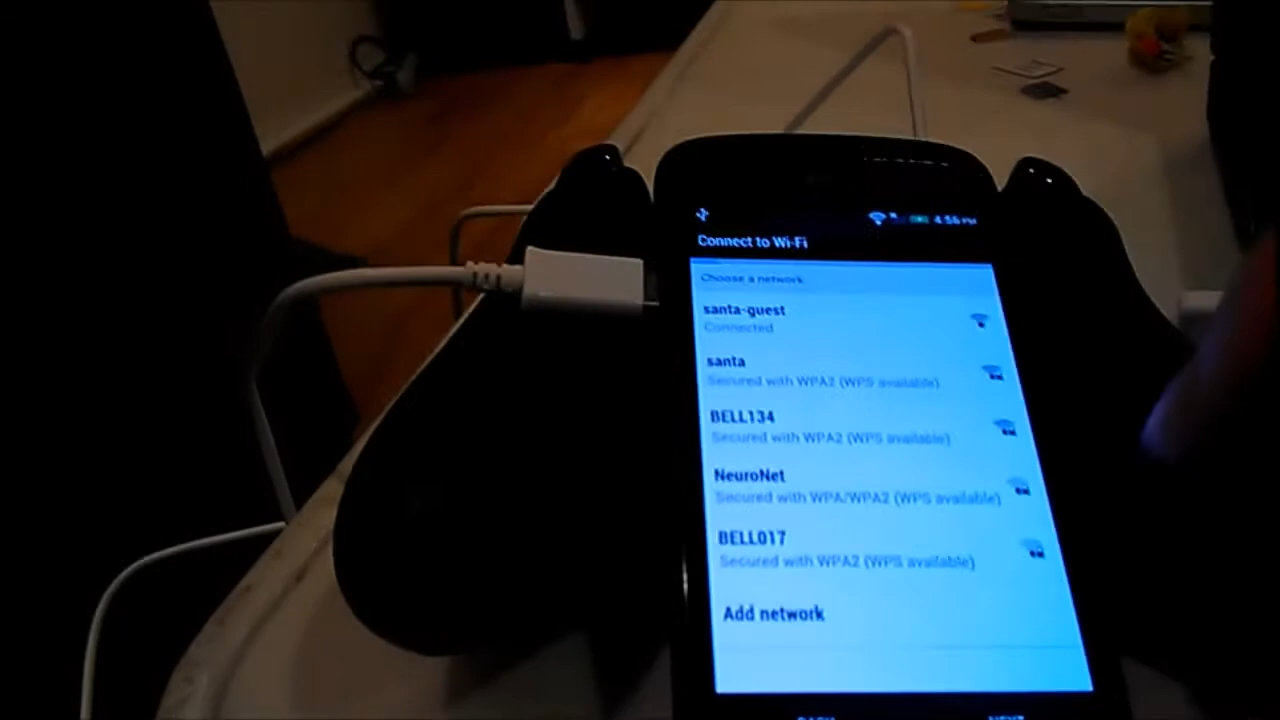 4:56 PM
Connect to Wi-Fi
Choose a network
santa-guest
Connected
santa
Secured with WPA2 (WPS available)
BELL134
Secured with WPA2 (WPS available)
NeuroNet
Secured with WPA/WPA2 (WPS available)
BELL017
Secured with WPA2 (WPS available)
Add network